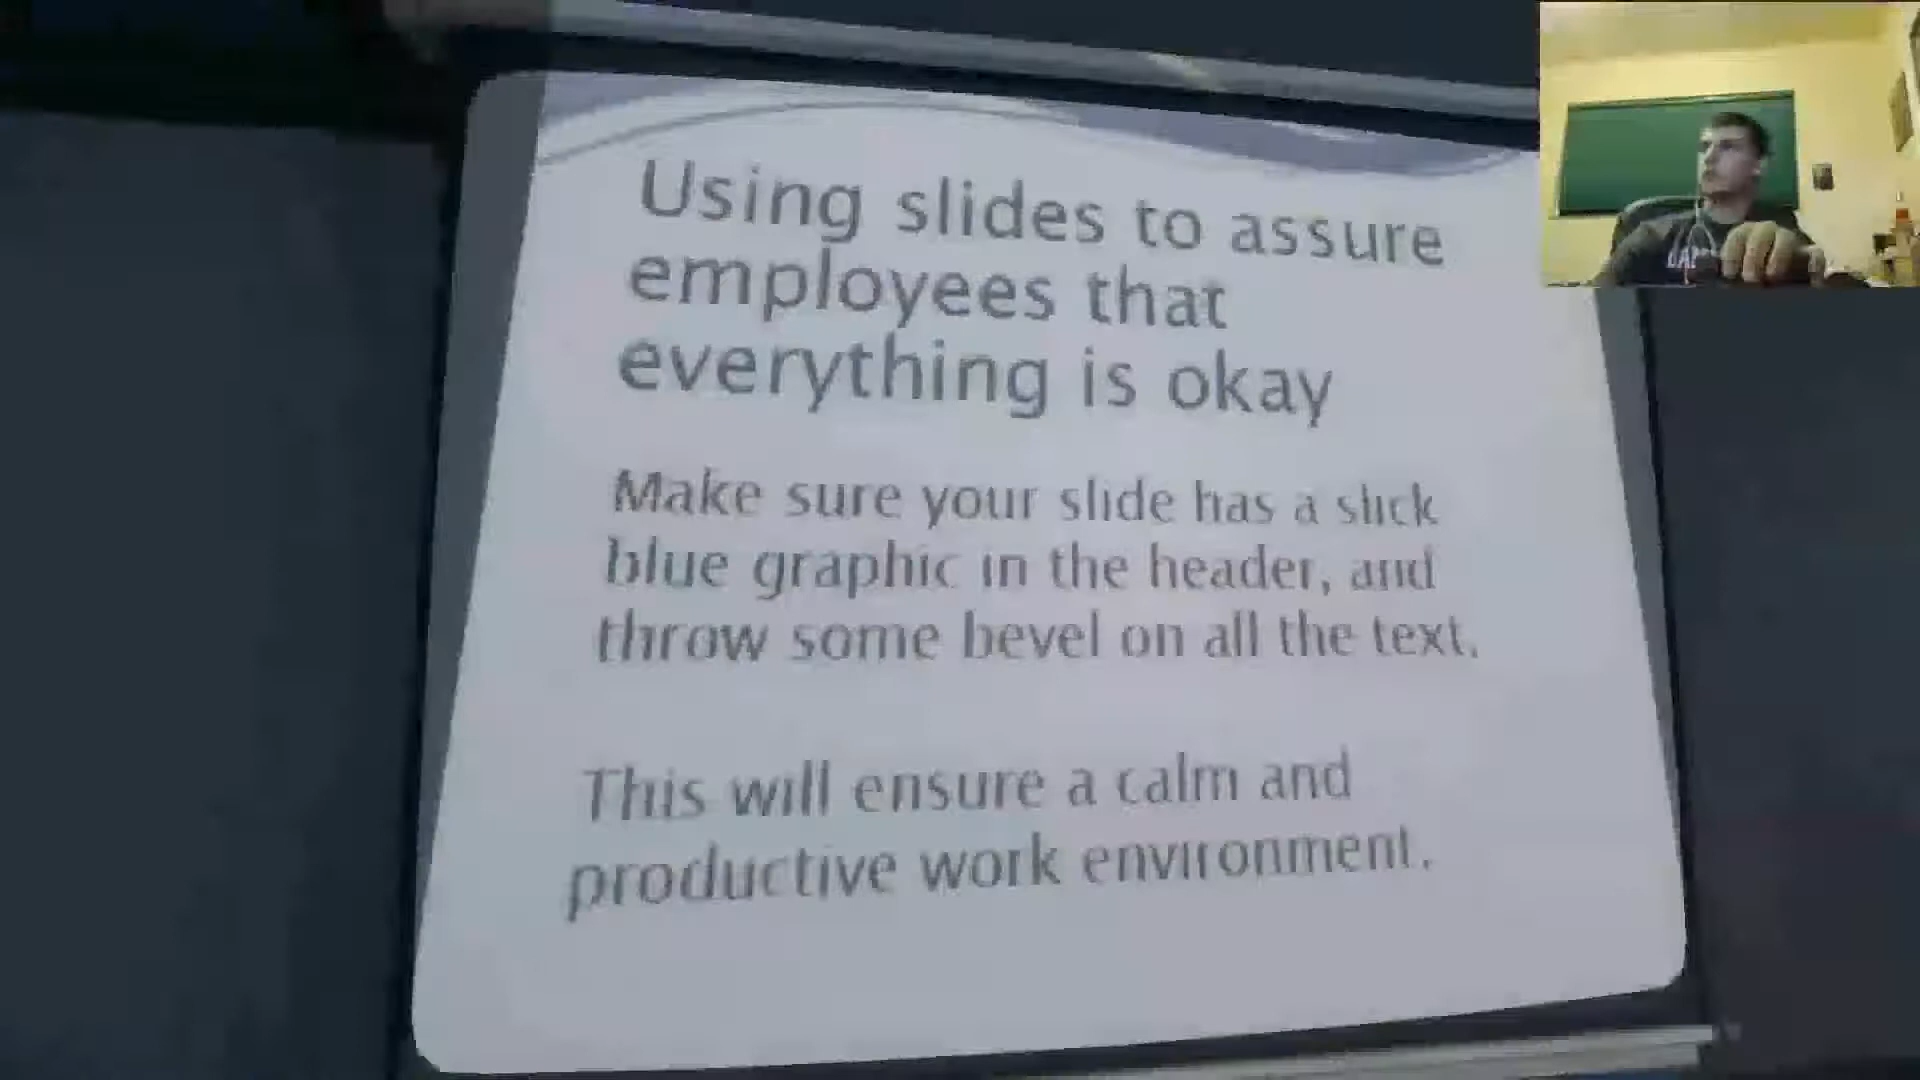 Using slides to assure
employees that
everything is okay
Make sure your slide has a slick
blue graphic in the header, and
throw some bevel on all the text.
This will ensure a calm and
productive work environment.